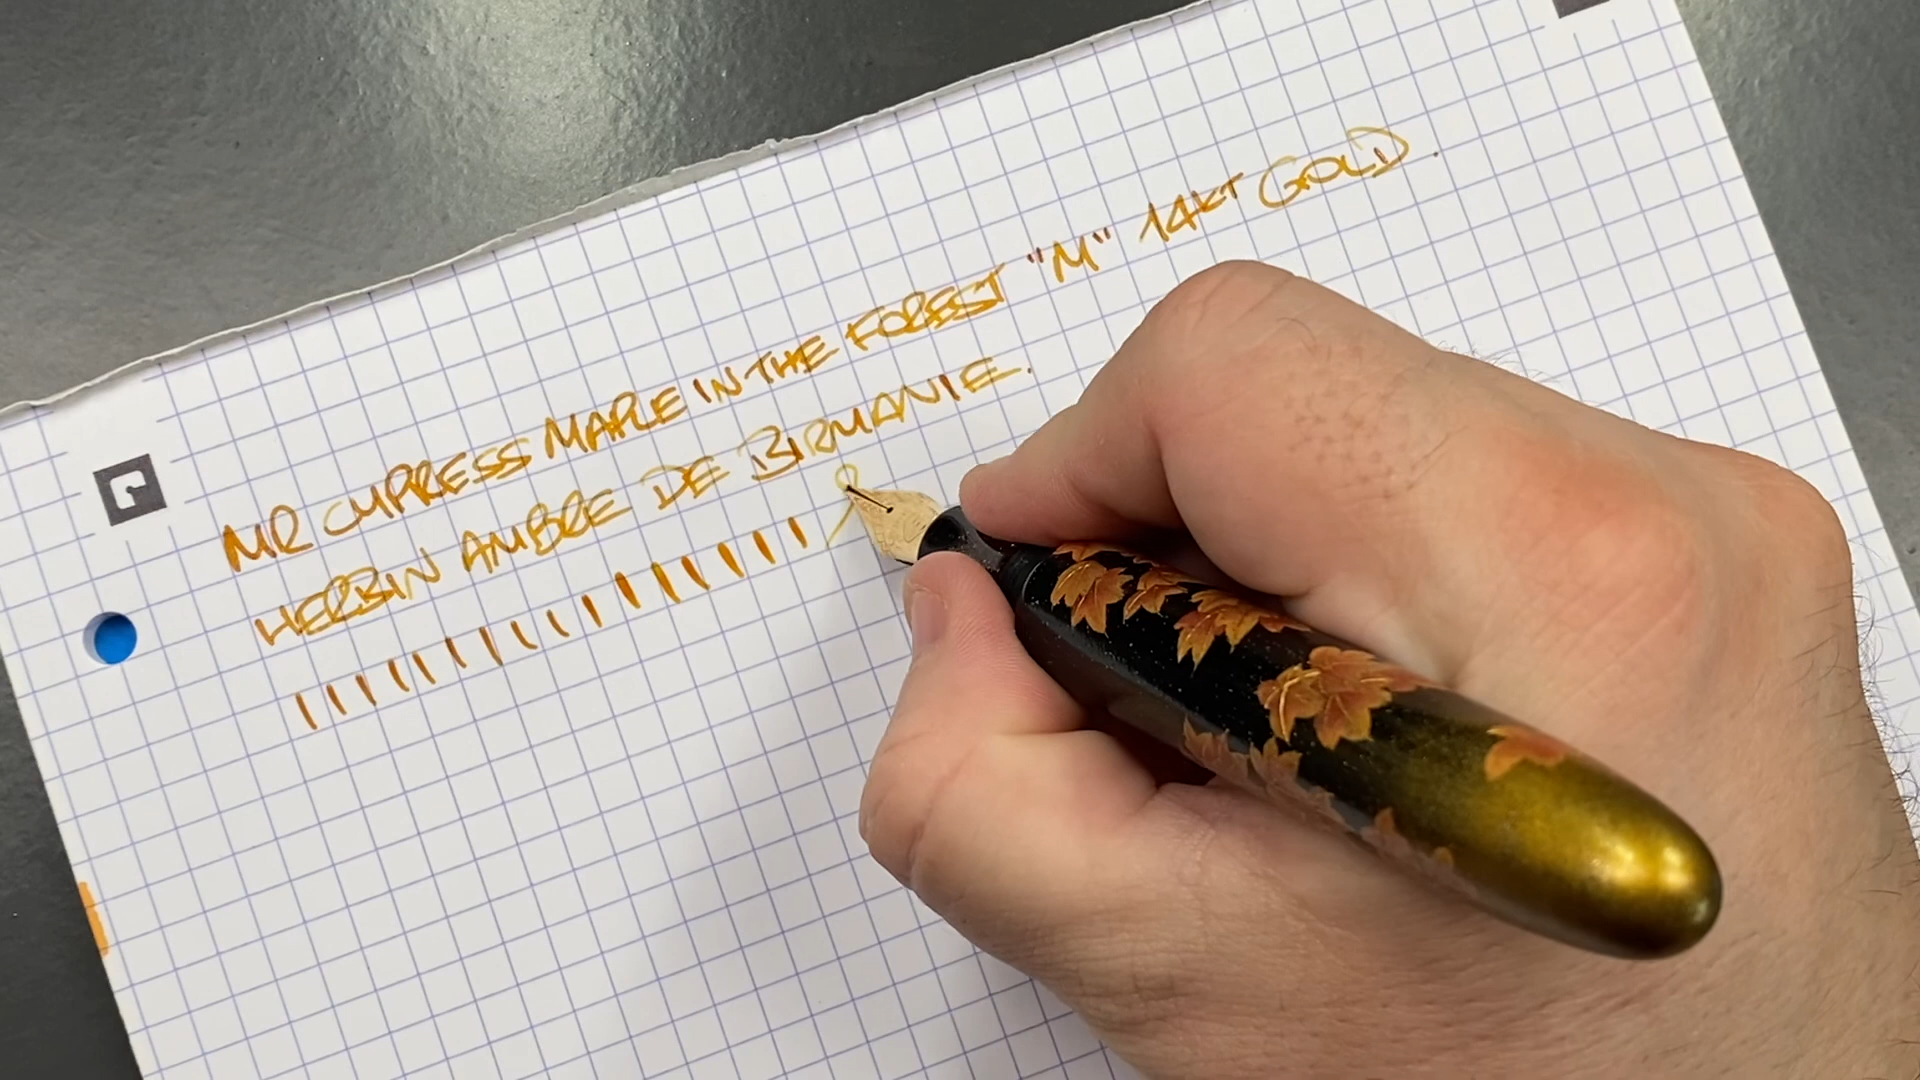 MR CYPRESS MAPLE IN THE FOREST "M" 14KT GOLD.
HERBIN AMBRE DE BIRMANIE.